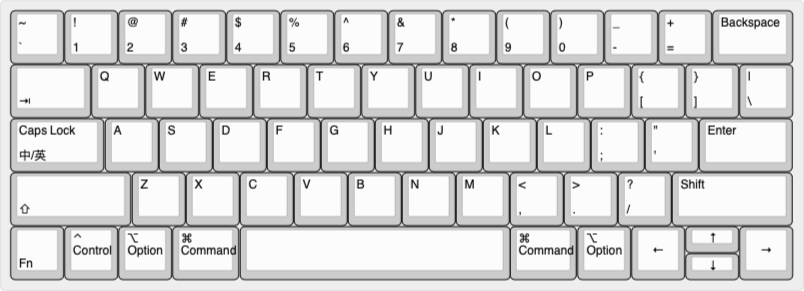 ~ ! @ # $ % ^ & * ( ) _ + Backspace
` 1 2 3 4 5 6 7 8 9 0 - =
Q W E R T Y U I O P { } |
⇥ [ ] \
Caps Lock A S D F G H J K L : " Enter
中/英 ; '
Z X C V B N M < > ? Shift
⇧ , . /
^ ⌥ ⌘ ⌘ ⌥ ↑
Control Option Command Command Option ← →
Fn ↓